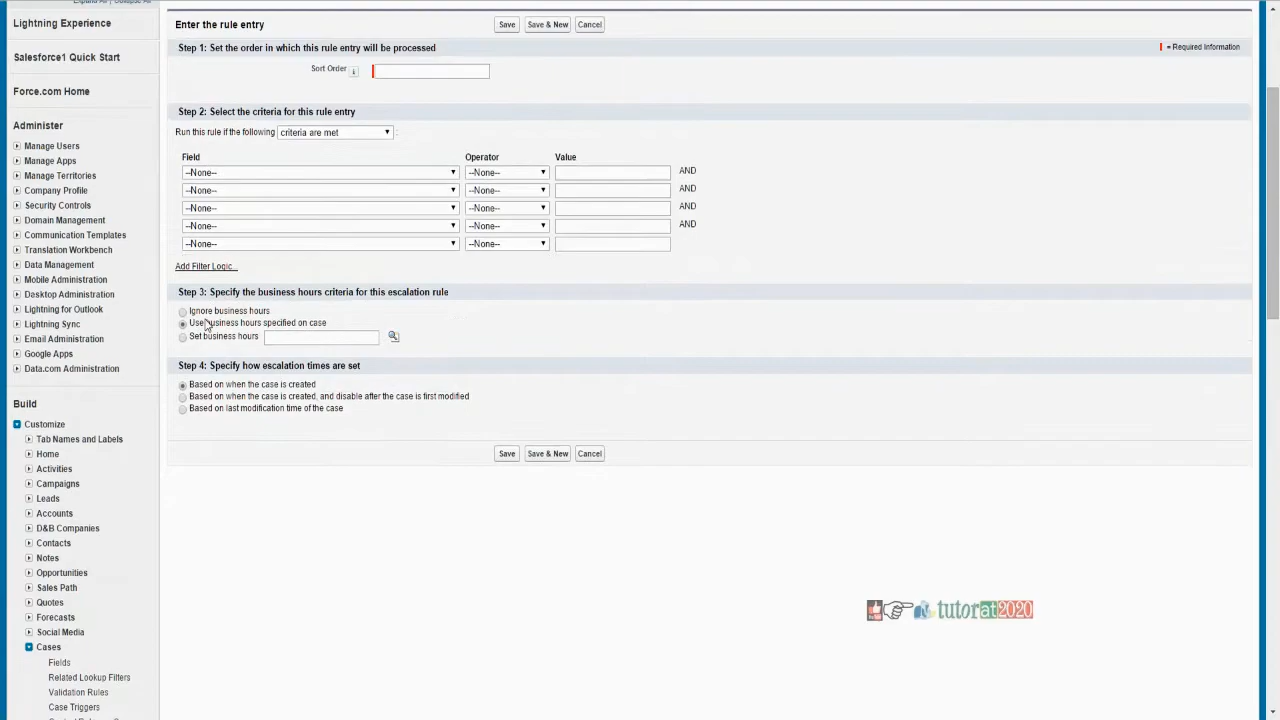 Expand All | Collapse All
Lightning Experience
Salesforce1 Quick Start
Force.com Home
Administer
Manage Users
Manage Apps
Manage Territories
Company Profile
Security Controls
Domain Management
Communication Templates
Translation Workbench
Data Management
Mobile Administration
Desktop Administration
Lightning for Outlook
Lightning Sync
Email Administration
Google Apps
Data.com Administration
Build
Customize
Tab Names and Labels
Home
Activities
Campaigns
Leads
Accounts
D&B Companies
Contacts
Notes
Opportunities
Sales Path
Quotes
Forecasts
Social Media
Cases
Fields
Related Lookup Filters
Validation Rules
Case Triggers
Enter the rule entry Save Save & New Cancel
Step 1: Set the order in which this rule entry will be processed = Required Information
Sort Order i
Step 2: Select the criteria for this rule entry
Run this rule if the following criteria are met :
Field Operator Value
--None-- --None-- AND
--None-- --None-- AND
--None-- --None-- AND
--None-- --None-- AND
--None-- --None--
Add Filter Logic...
Step 3: Specify the business hours criteria for this escalation rule
Ignore business hours
Use business hours specified on case
Set business hours
Step 4: Specify how escalation times are set
Based on when the case is created
Based on when the case is created, and disable after the case is first modified
Based on last modification time of the case
Save Save & New Cancel
tutorat2020